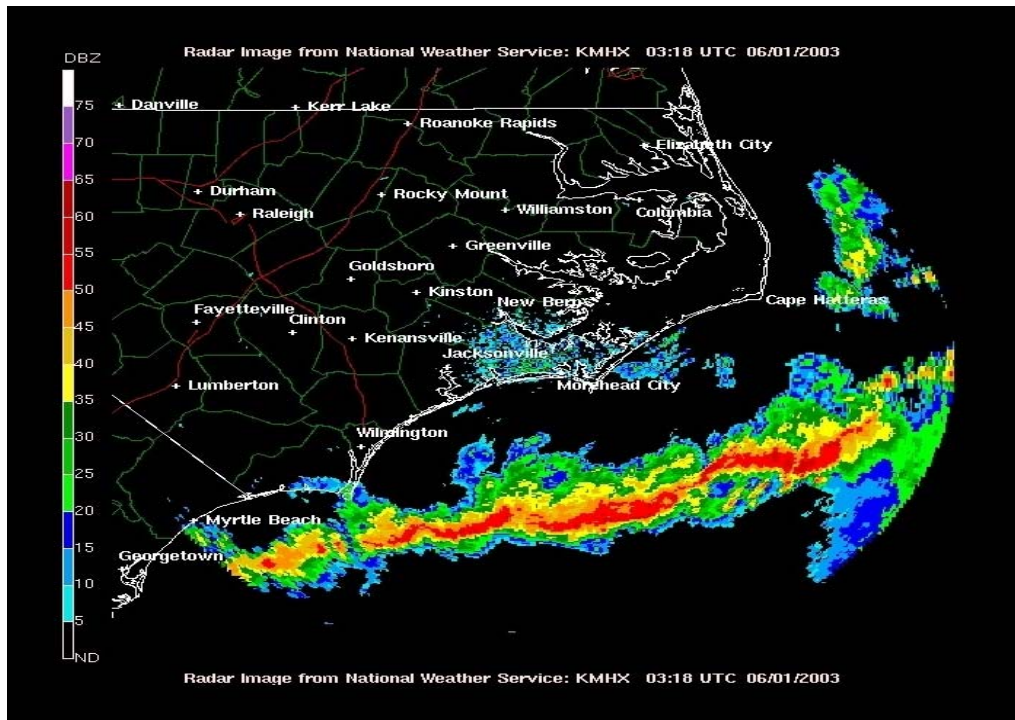 Radar Image from National Weather Service: KMHX 03:18 UTC 06/01/2003
DBZ
75
70
65
60
55
50
45
40
35
30
25
20
15
10
5
ND
Danville
Kerr Lake
Roanoke Rapids
Elizabeth City
Durham
Rocky Mount
Raleigh
Williamston
Columbia
Greenville
Goldsboro
Kinston
New Bern
Cape Hatteras
Fayetteville
Clinton
Kenansville
Jacksonville
Lumberton
Morehead City
Wilmington
Myrtle Beach
Georgetown
Radar Image from National Weather Service: KMHX 03:18 UTC 06/01/2003